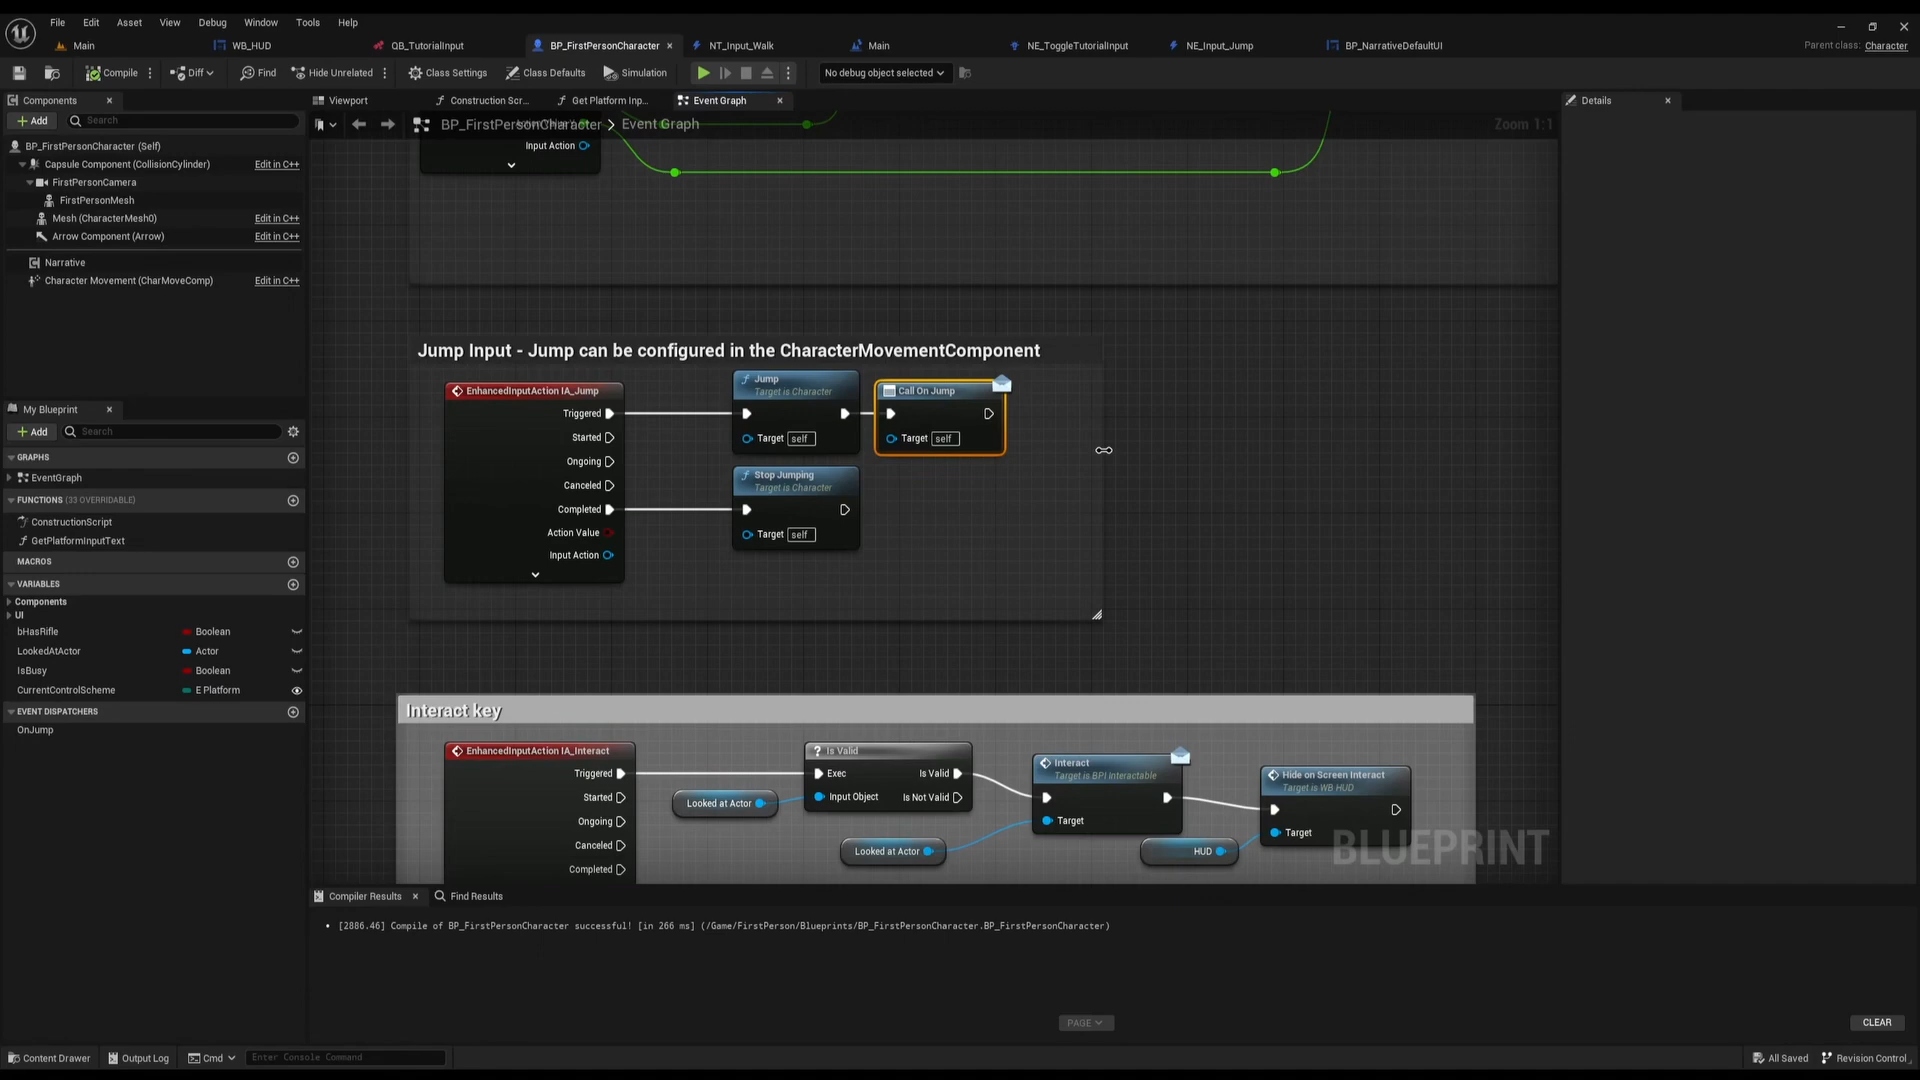 File Edit Asset View Debug Window Tools Help
Main WB_HUD QB_TutorialInput BP_FirstPersonCharacter NT_Input_Walk Main NE_ToggleTutorialInput NE_Input_Jump BP_NarrativeDefaultUI Parent class: Character
Compile Diff Find Hide Unrelated Class Settings Class Defaults Simulation No debug object selected
Components
Add Search
BP_FirstPersonCharacter (Self)
Capsule Component (CollisionCylinder) Edit in C++
FirstPersonCamera
FirstPersonMesh
Mesh (CharacterMesh0) Edit in C++
Arrow Component (Arrow) Edit in C++
Narrative
Character Movement (CharMoveComp) Edit in C++
My Blueprint
Add Search
GRAPHS
EventGraph
FUNCTIONS (33 OVERRIDABLE)
ConstructionScript
GetPlatformInputText
MACROS
VARIABLES
Components
UI
bHasRifle Boolean
LookedAtActor Actor
IsBusy Boolean
CurrentControlScheme E Platform
EVENT DISPATCHERS
OnJump
Viewport Construction Scr... Get Platform Inp... Event Graph
BP_FirstPersonCharacter > Event Graph Zoom 1:1
Input Action
Jump Input - Jump can be configured in the CharacterMovementComponent
EnhancedInputAction IA_Jump
Triggered
Started
Ongoing
Canceled
Completed
Action Value
Input Action
Jump
Target is Character
Target self
Call On Jump
Target self
Stop Jumping
Target is Character
Target self
Interact key
EnhancedInputAction IA_Interact
Triggered
Started
Ongoing
Canceled
Completed
Looked at Actor
Is Valid
Exec Is Valid
Input Object Is Not Valid
Looked at Actor
Interact
Target is BPI Interactable
Target
HUD
Hide on Screen Interact
Target is WB HUD
Target
BLUEPRINT
Details
Compiler Results Find Results
[2886.46] Compile of BP_FirstPersonCharacter successful! [in 266 ms] (/Game/FirstPerson/Blueprints/BP_FirstPersonCharacter.BP_FirstPersonCharacter)
PAGE CLEAR
Content Drawer Output Log Cmd Enter Console Command All Saved Revision Control